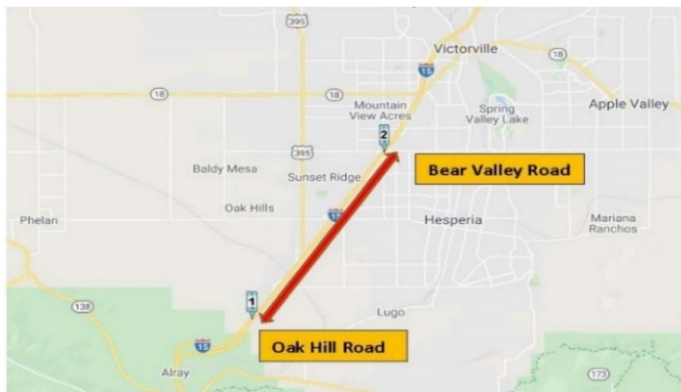 395
Victorville
18
15
18
18
Mountain
View Acres
Spring
Valley Lake
Apple Valley
2
395
Bear Valley Road
Baldy Mesa
Sunset Ridge
Oak Hills
15
Phelan
Hesperia
Mariana
Ranchos
1
138
Lugo
15
Oak Hill Road
Alray
173